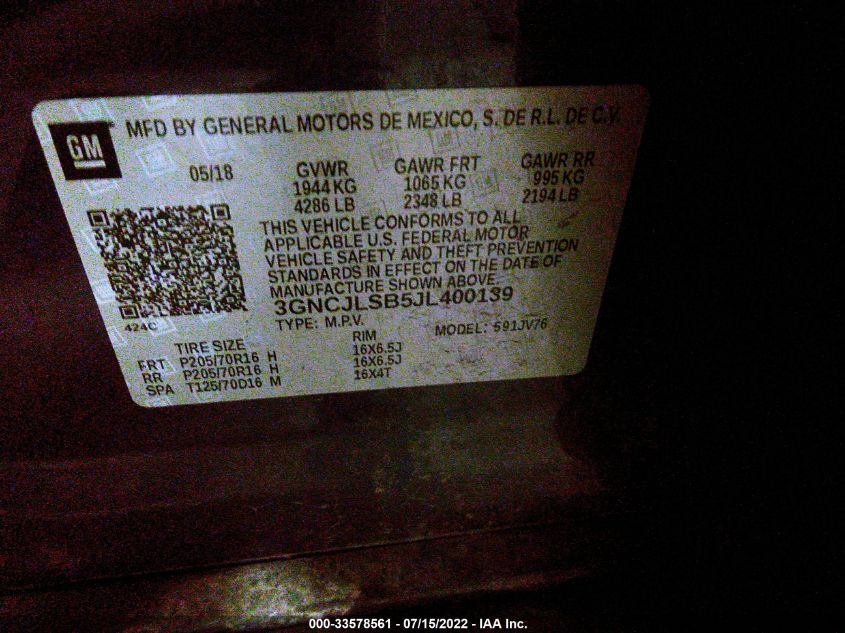 GM
MFD BY GENERAL MOTORS DE MEXICO, S. DE R.L. DE C.V.
05/18 GVWR GAWR FRT GAWR RR
1944 KG 1065 KG 995 KG
4286 LB 2348 LB 2194 LB
THIS VEHICLE CONFORMS TO ALL
APPLICABLE U.S. FEDERAL MOTOR
VEHICLE SAFETY AND THEFT PREVENTION
STANDARDS IN EFFECT ON THE DATE OF
MANUFACTURE SHOWN ABOVE.
3GNCJLSB5JL400139
424C
TYPE: M.P.V. MODEL: 591JV76
TIRE SIZE RIM
FRT P205/70R16 H 16X6.5J
RR P205/70R16 H 16X6.5J
SPA T125/70D16 M 16X4T
000-33578561 - 07/15/2022 - IAA Inc.